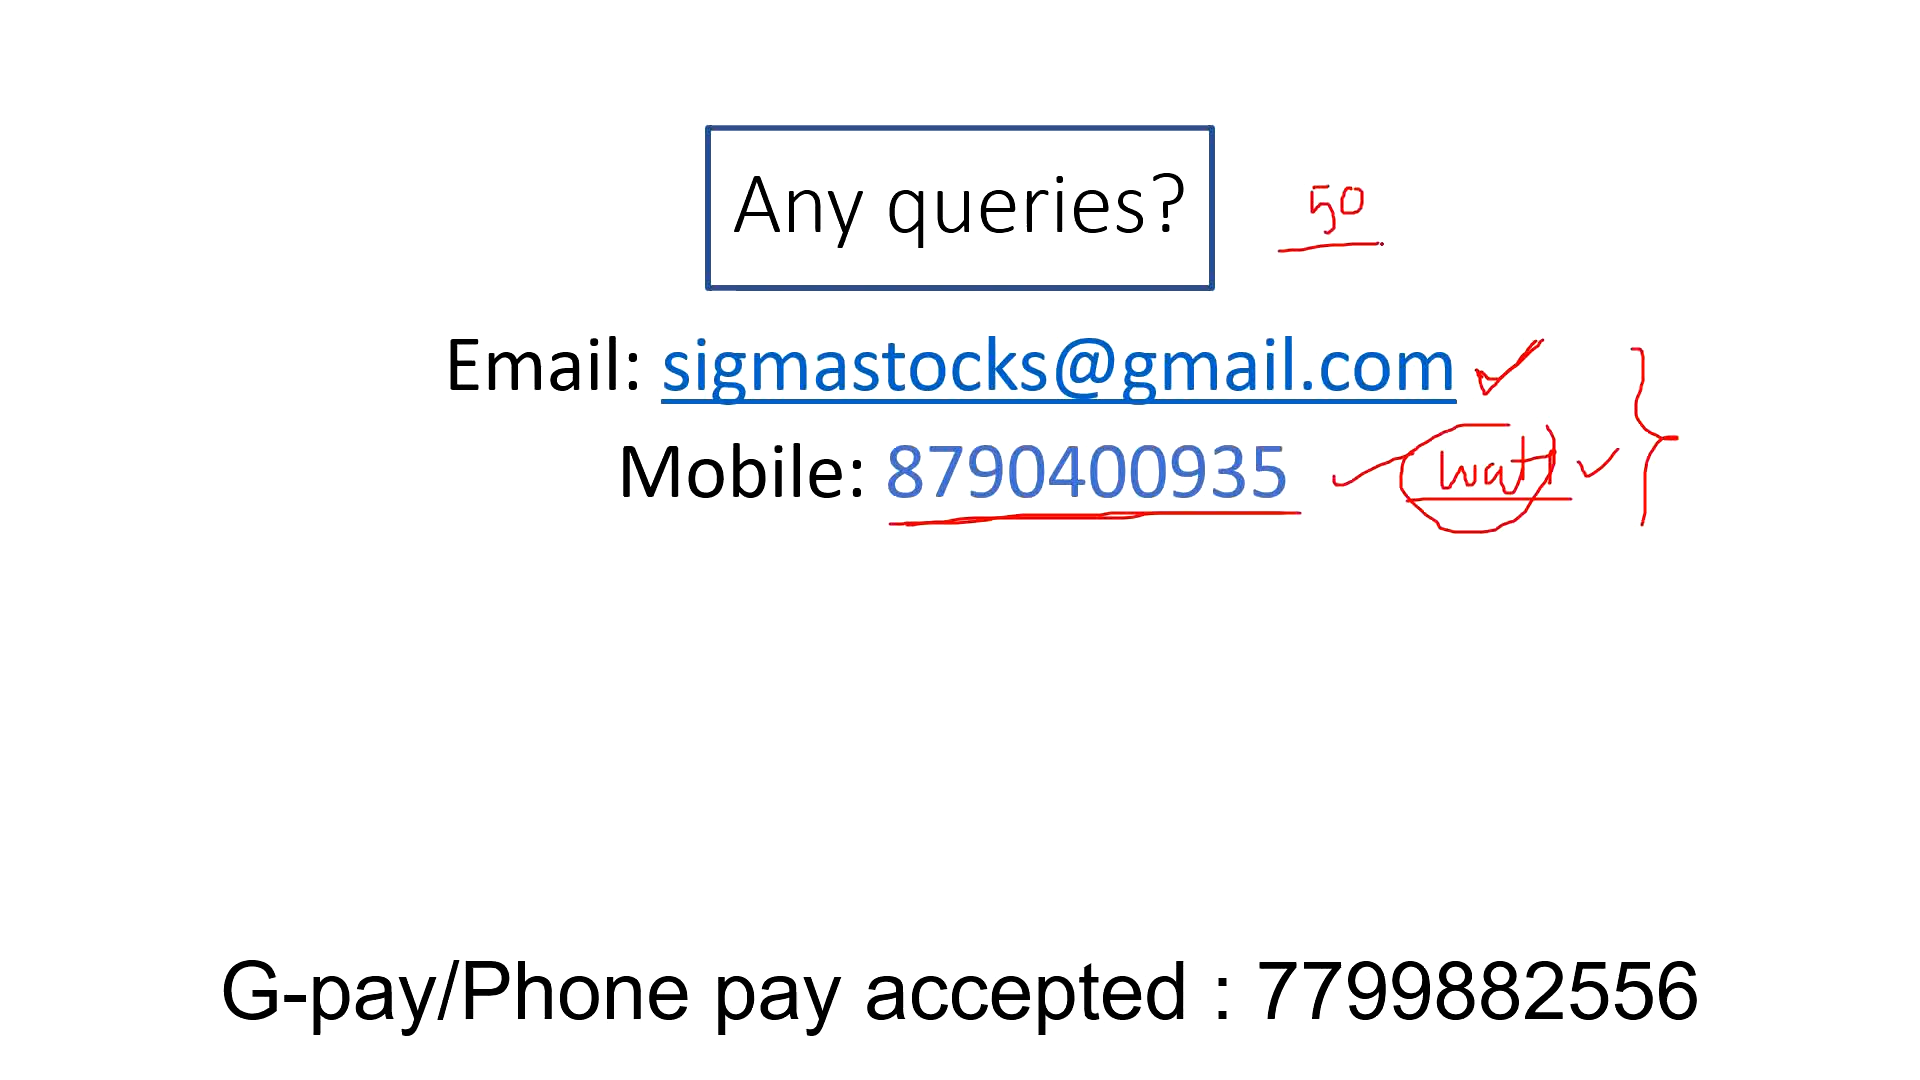 Any queries?
50
Email: sigmastocks@gmail.com
Mobile: 8790400935
G-pay/Phone pay accepted : 7799882556